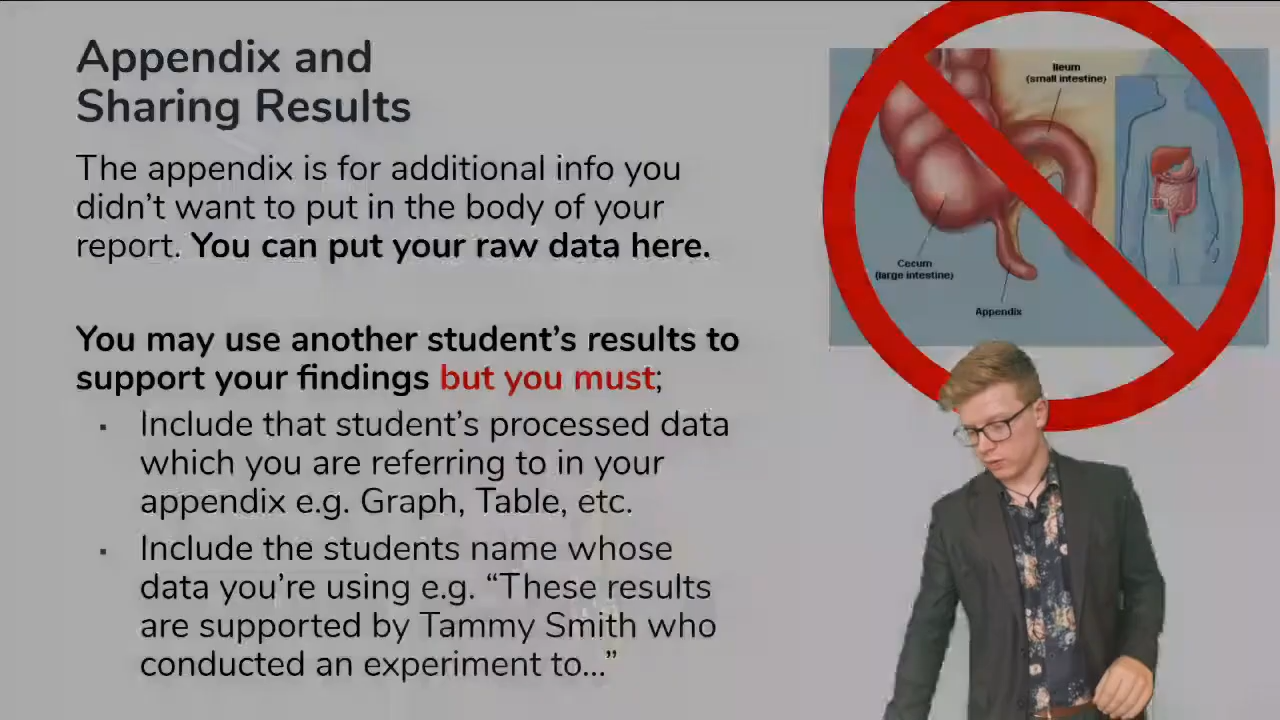 Appendix and
Sharing Results
The appendix is for additional info you
didn't want to put in the body of your
report. You can put your raw data here.
You may use another student's results to
support your findings but you must;
▪ Include that student's processed data
which you are referring to in your
appendix e.g. Graph, Table, etc.
▪ Include the students name whose
data you're using e.g. “These results
are supported by Tammy Smith who
conducted an experiment to...”
Ileum
(small intestine)
Cecum
(large intestine)
Appendix